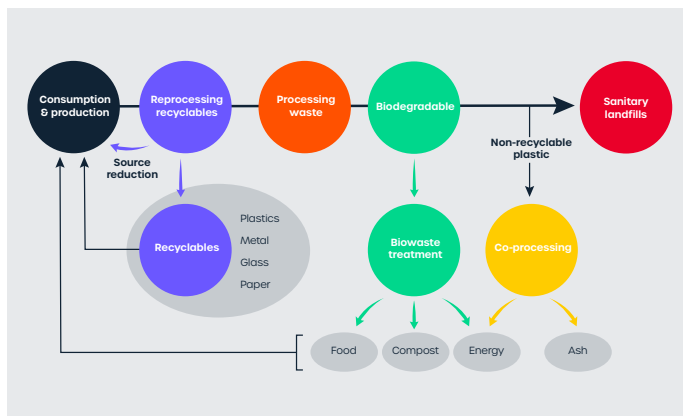 Consumption
& production
Reprocessing
recyclables
Processing
waste
Biodegradable
Sanitary
landfills
Non-recyclable
plastic
Source
reduction
Recyclables
Plastics
Metal
Glass
Paper
Biowaste
treatment
Co-processing
Food
Compost
Energy
Ash